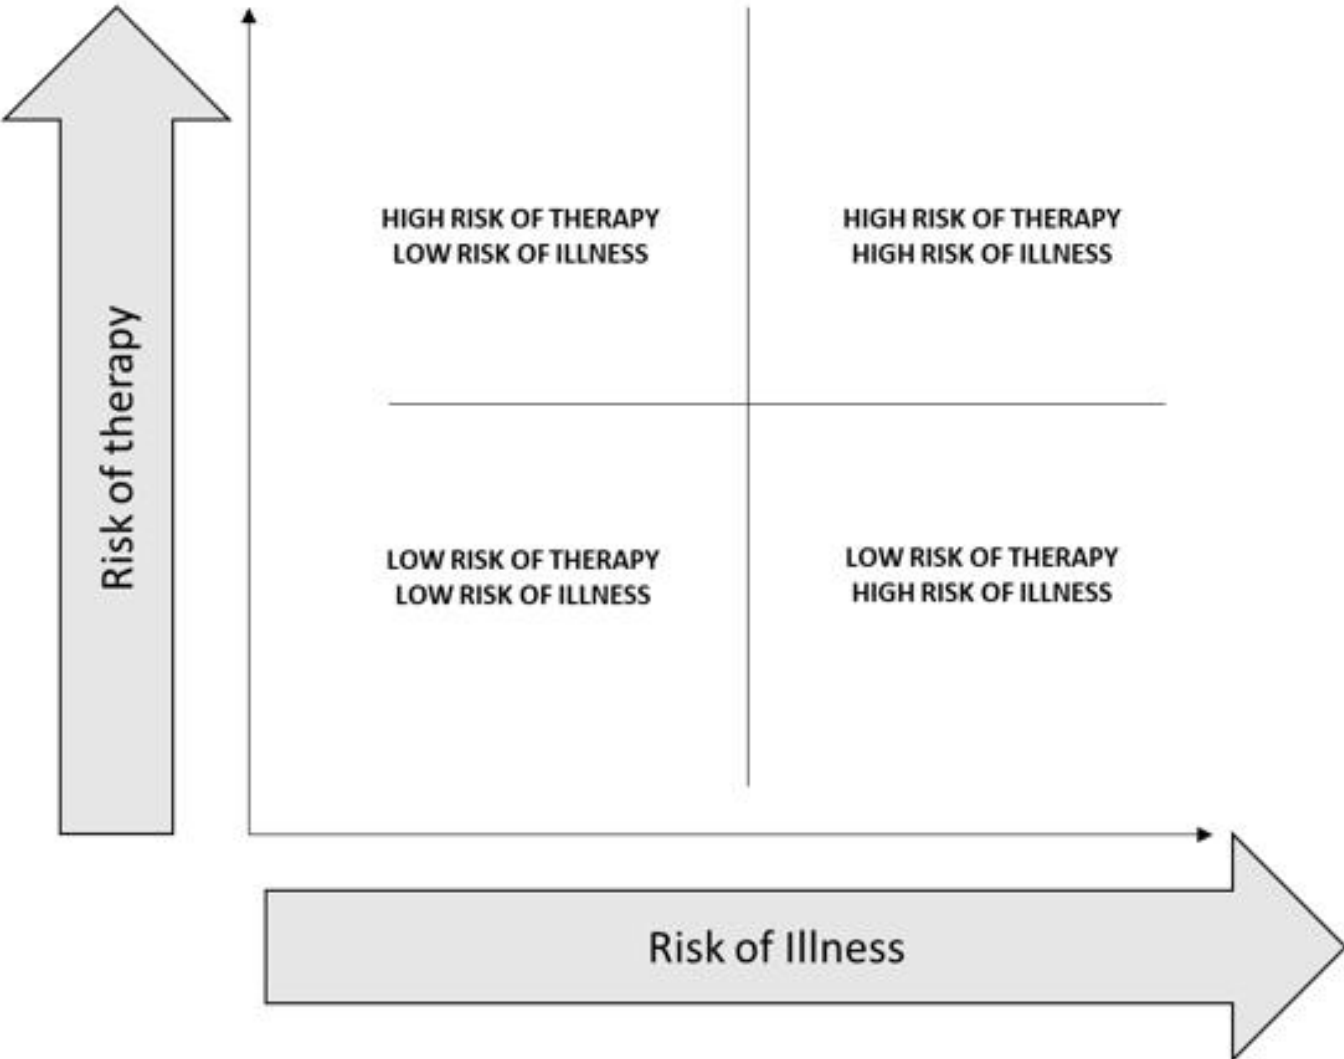 HIGH RISK OF THERAPY
LOW RISK OF ILLNESS
HIGH RISK OF THERAPY
HIGH RISK OF ILLNESS
Risk of therapy
LOW RISK OF THERAPY
LOW RISK OF ILLNESS
LOW RISK OF THERAPY
HIGH RISK OF ILLNESS
Risk of Illness